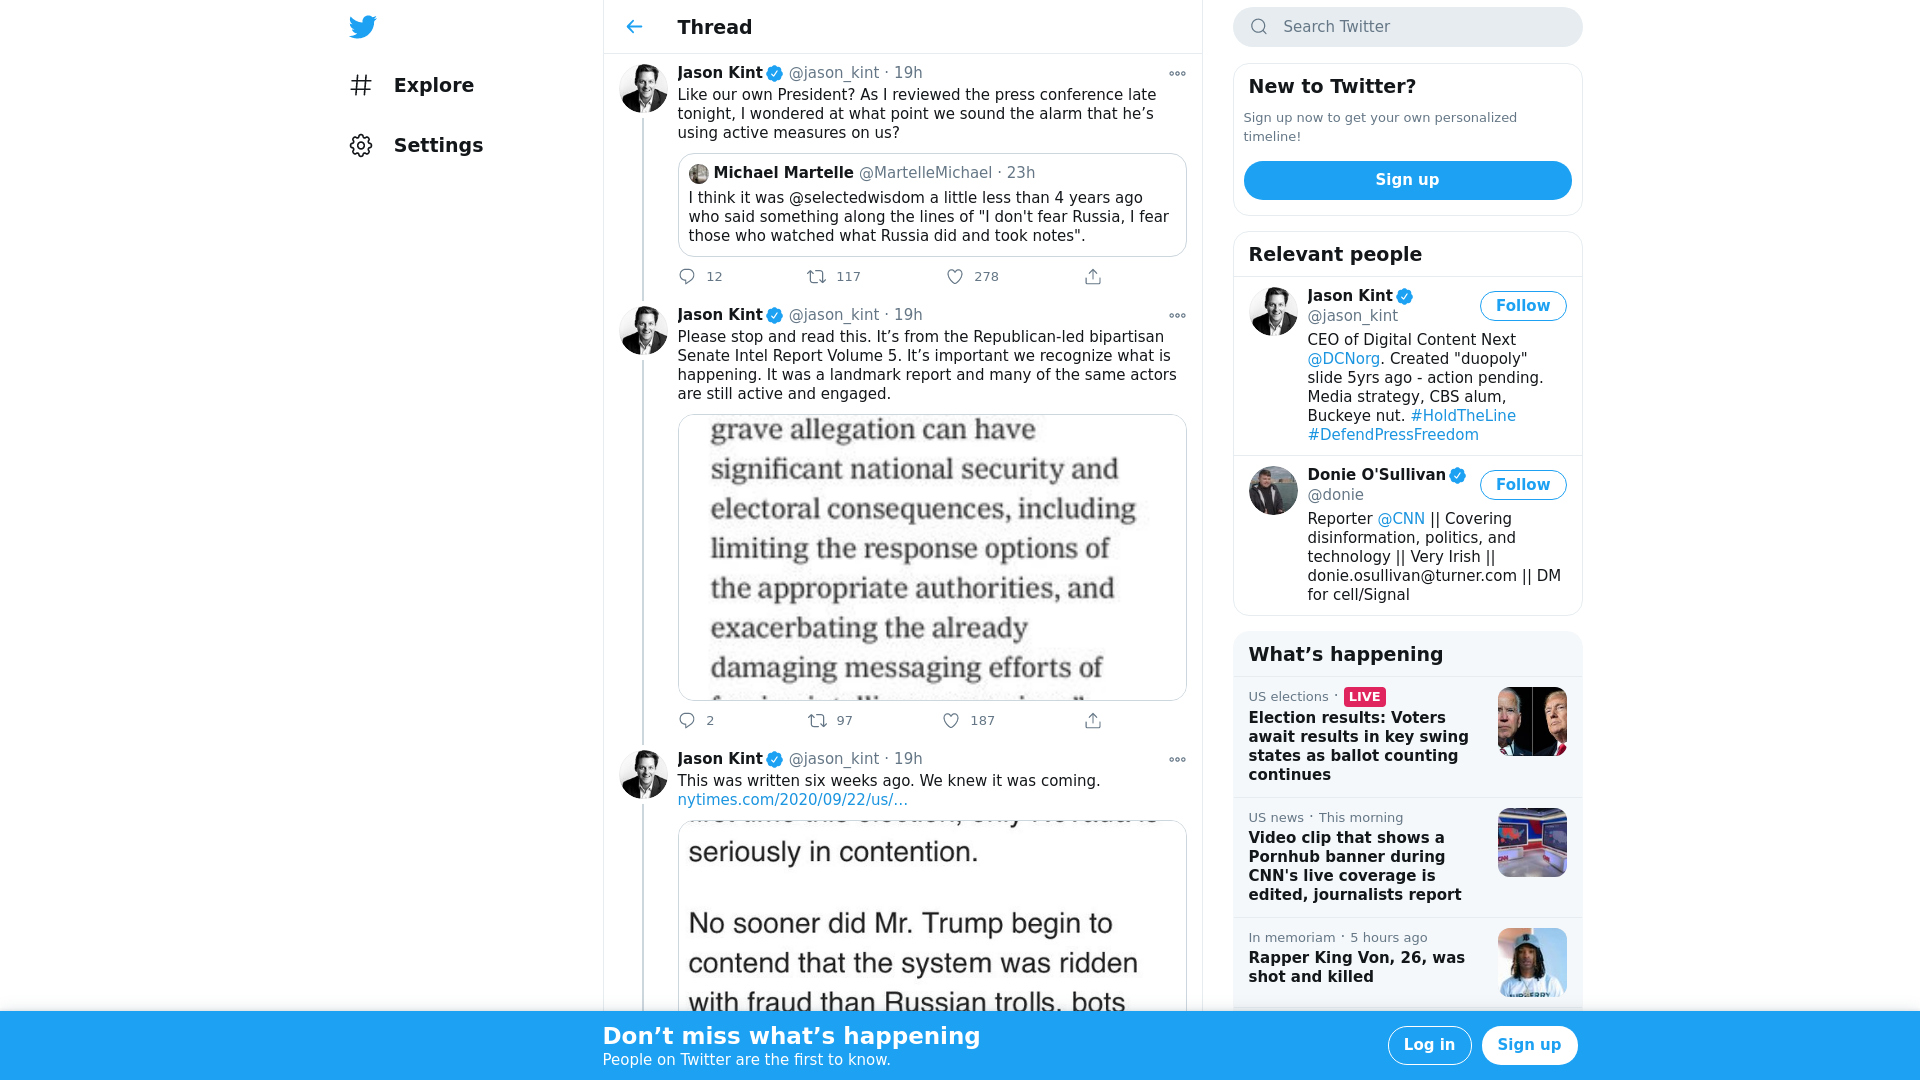 Explore
Settings
Thread
Jason Kint @jason_kint · 19h
Like our own President? As I reviewed the press conference late
tonight, I wondered at what point we sound the alarm that he’s
using active measures on us?
Michael Martelle @MartelleMichael · 23h
I think it was @selectedwisdom a little less than 4 years ago
who said something along the lines of "I don't fear Russia, I fear
those who watched what Russia did and took notes".
12 117 278
Jason Kint @jason_kint · 19h
Please stop and read this. It’s from the Republican-led bipartisan
Senate Intel Report Volume 5. It’s important we recognize what is
happening. It was a landmark report and many of the same actors
are still active and engaged.
grave allegation can have
significant national security and
electoral consequences, including
limiting the response options of
the appropriate authorities, and
exacerbating the already
damaging messaging efforts of
2 97 187
Jason Kint @jason_kint · 19h
This was written six weeks ago. We knew it was coming.
nytimes.com/2020/09/22/us/…
seriously in contention.
No sooner did Mr. Trump begin to
contend that the system was ridden
with fraud than Russian trolls, bots
Search Twitter
New to Twitter?
Sign up now to get your own personalized
timeline!
Sign up
Relevant people
Jason Kint
@jason_kint
Follow
CEO of Digital Content Next
@DCNorg. Created "duopoly"
slide 5yrs ago - action pending.
Media strategy, CBS alum,
Buckeye nut. #HoldTheLine
#DefendPressFreedom
Donie O'Sullivan
@donie
Follow
Reporter @CNN || Covering
disinformation, politics, and
technology || Very Irish ||
donie.osullivan@turner.com || DM
for cell/Signal
What’s happening
US elections · LIVE
Election results: Voters
await results in key swing
states as ballot counting
continues
US news · This morning
Video clip that shows a
Pornhub banner during
CNN's live coverage is
edited, journalists report
In memoriam · 5 hours ago
Rapper King Von, 26, was
shot and killed
Don’t miss what’s happening
People on Twitter are the first to know.
Log in
Sign up